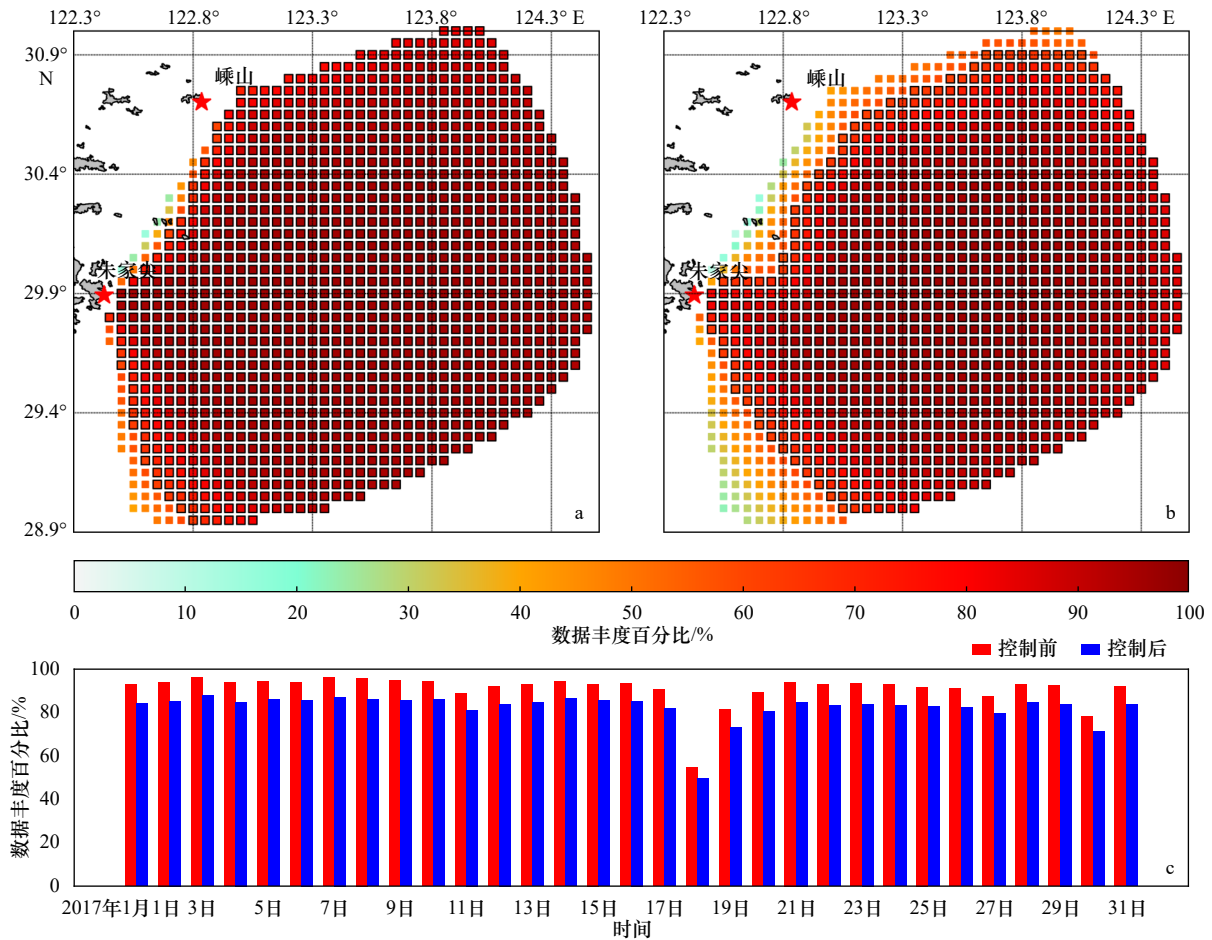 122.3° 122.8° 123.3° 123.8° 124.3° E
122.3° 122.8° 123.3° 123.8° 124.3° E
30.9°
N
30.4°
29.9°
29.4°
28.9°
嵊山
朱家尖
a
嵊山
朱家尖
b
0 10 20 30 40 50 60 70 80 90 100
数据丰度百分比/%
控制前 控制后
数据丰度百分比/%
100
80
60
40
20
0
c
2017年1月1日 3日 5日 7日 9日 11日 13日 15日 17日 19日 21日 23日 25日 27日 29日 31日
时间